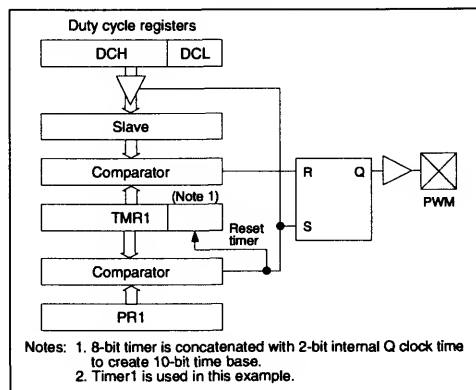 Duty cycle registers
DCH DCL
Slave
Comparator
(Note 1)
TMR1
Reset
timer
Comparator
PR1
R Q
S
PWM
Notes: 1. 8-bit timer is concatenated with 2-bit internal Q clock time
to create 10-bit time base.
2. Timer1 is used in this example.